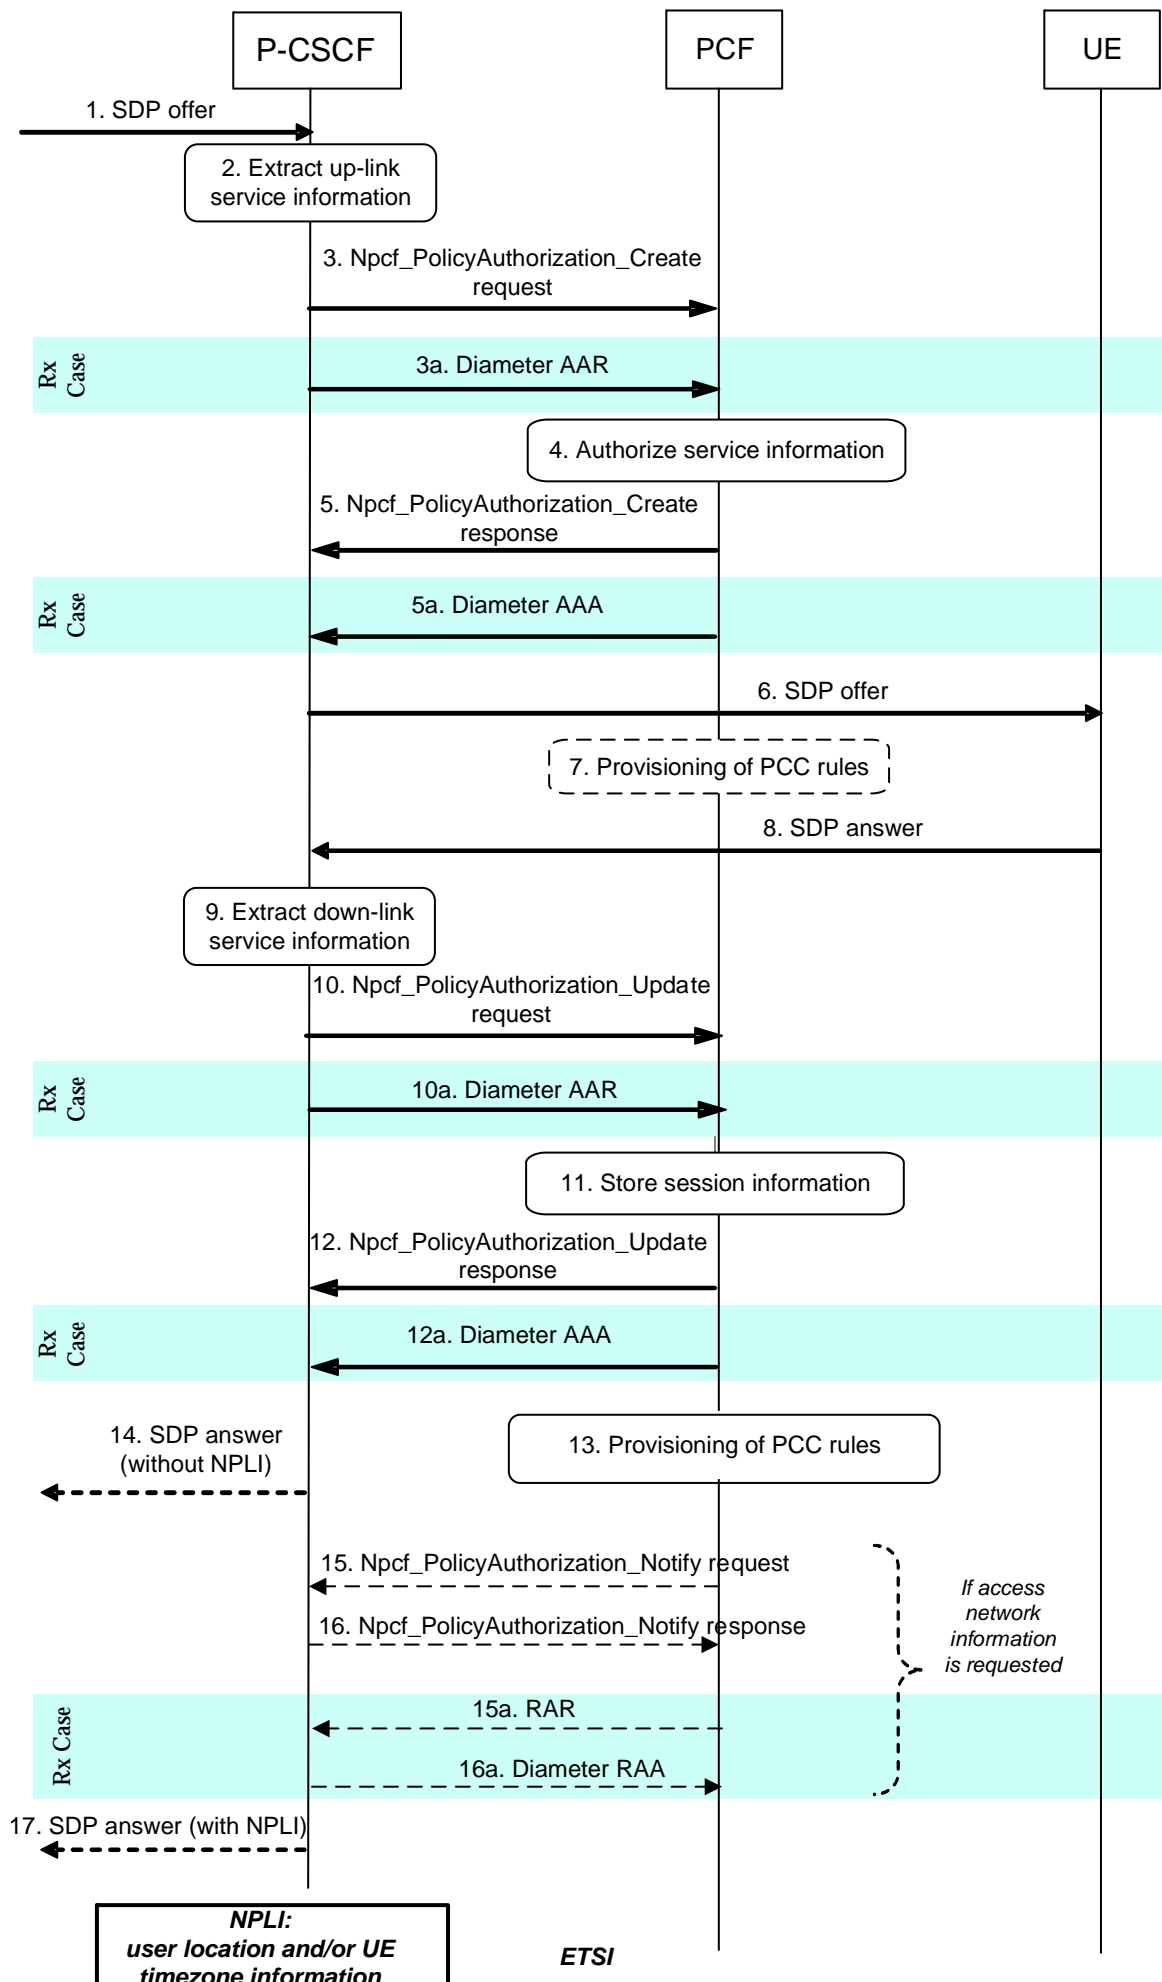 P-CSCF
PCF
UE
1. SDP offer
2. Extract up-link
service information
3. Npcf_PolicyAuthorization_Create
request
Rx
Case
3a. Diameter AAR
4. Authorize service information
5. Npcf_PolicyAuthorization_Create
response
Rx
Case
5a. Diameter AAA
6. SDP offer
7. Provisioning of PCC rules
8. SDP answer
9. Extract down-link
service information
10. Npcf_PolicyAuthorization_Update
request
Rx
Case
10a. Diameter AAR
11. Store session information
12. Npcf_PolicyAuthorization_Update
response
Rx
Case
12a. Diameter AAA
14. SDP answer
(without NPLI)
13. Provisioning of PCC rules
15. Npcf_PolicyAuthorization_Notify request
16. Npcf_PolicyAuthorization_Notify response
If access
network
information
is requested
Rx Case
15a. RAR
16a. Diameter RAA
17. SDP answer (with NPLI)
NPLI:
user location and/or UE
timezone information
ETSI